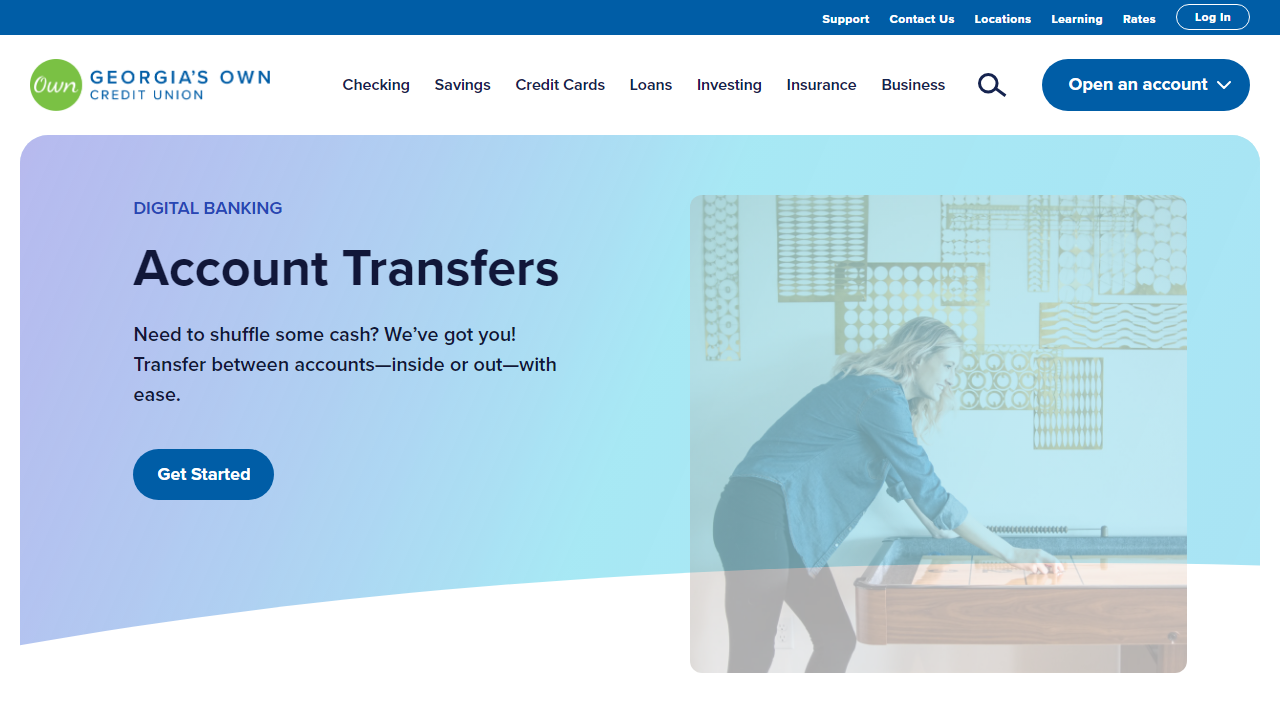 Support Contact Us Locations Learning Rates Log In
Own GEORGIA'S OWN
CREDIT UNION
Checking Savings Credit Cards Loans Investing Insurance Business Open an account
DIGITAL BANKING
Account Transfers
Need to shuffle some cash? We’ve got you!
Transfer between accounts—inside or out—with
ease.
Get Started